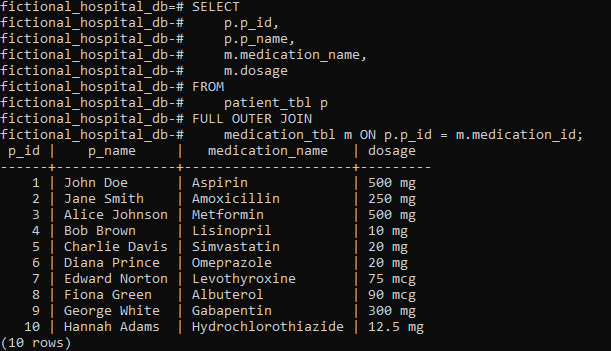 fictional_hospital_db=# SELECT
fictional_hospital_db-#     p.p_id,
fictional_hospital_db-#     p.p_name,
fictional_hospital_db-#     m.medication_name,
fictional_hospital_db-#     m.dosage
fictional_hospital_db-# FROM
fictional_hospital_db-#     patient_tbl p
fictional_hospital_db-# FULL OUTER JOIN
fictional_hospital_db-#     medication_tbl m ON p.p_id = m.medication_id;
 p_id |    p_name     |   medication_name   | dosage
------+---------------+---------------------+---------
    1 | John Doe      | Aspirin             | 500 mg
    2 | Jane Smith    | Amoxicillin         | 250 mg
    3 | Alice Johnson | Metformin           | 500 mg
    4 | Bob Brown     | Lisinopril          | 10 mg
    5 | Charlie Davis | Simvastatin         | 20 mg
    6 | Diana Prince  | Omeprazole          | 20 mg
    7 | Edward Norton | Levothyroxine       | 75 mcg
    8 | Fiona Green   | Albuterol           | 90 mcg
    9 | George White  | Gabapentin          | 300 mg
   10 | Hannah Adams  | Hydrochlorothiazide | 12.5 mg
(10 rows)